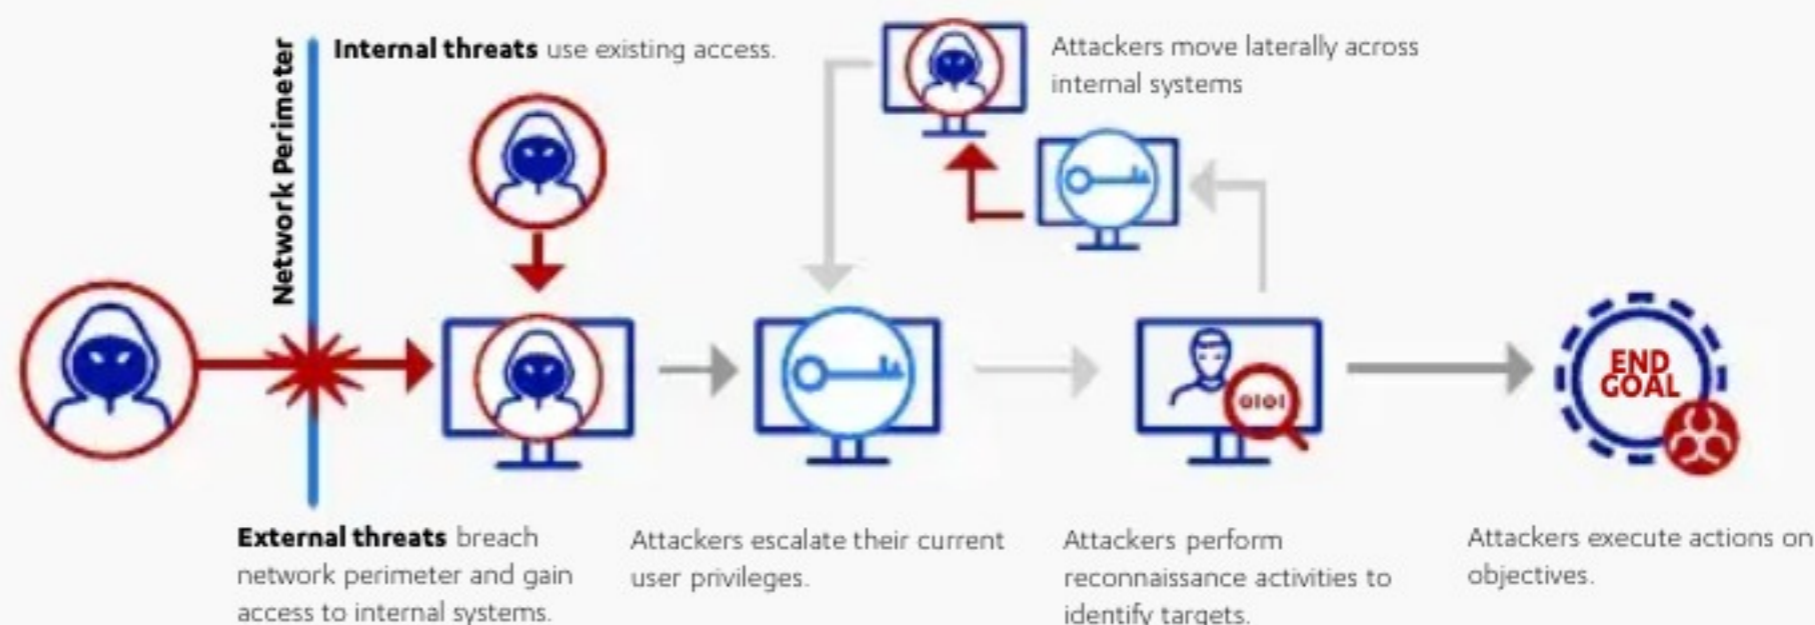 Network Perimeter
Internal threats use existing access.
Attackers move laterally across
internal systems
0101
END
GOAL
External threats breach
network perimeter and gain
access to internal systems.
Attackers escalate their current
user privileges.
Attackers perform
reconnaissance activities to
identify targets.
Attackers execute actions on
objectives.